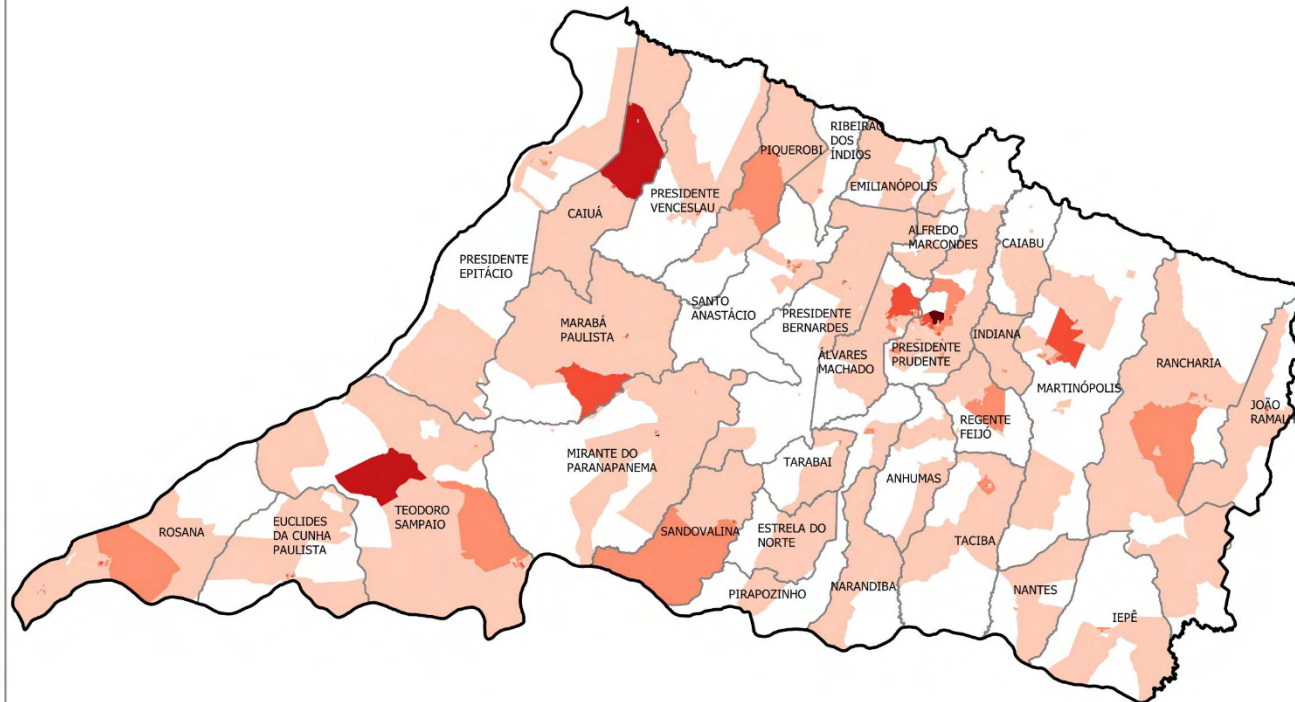 RIBEIRÃO
DOS
ÍNDIOS
PIQUEROBI
EMILIANÓPOLIS
PRESIDENTE
VENCESLAU
CAIUÁ
ALFREDO
MARCONDES
CAIABU
PRESIDENTE
EPITÁCIO
SANTO
ANASTÁCIO
PRESIDENTE
BERNARDES
MARABÁ
PAULISTA
INDIANA
ÁLVARES
MACHADO
PRESIDENTE
PRUDENTE
RANCHARIA
MARTINÓPOLIS
JOÃO
RAMALH
REGENTE
FEIJÓ
MIRANTE DO
PARANAPANEMA
TARABAI
ANHUMAS
TEODORO
SAMPAIO
ROSANA
EUCLIDES
DA CUNHA
PAULISTA
SANDOVALINA
ESTRELA DO
NORTE
TACIBA
PIRAPOZINHO
NARANDIBA
NANTES
IEPÊ